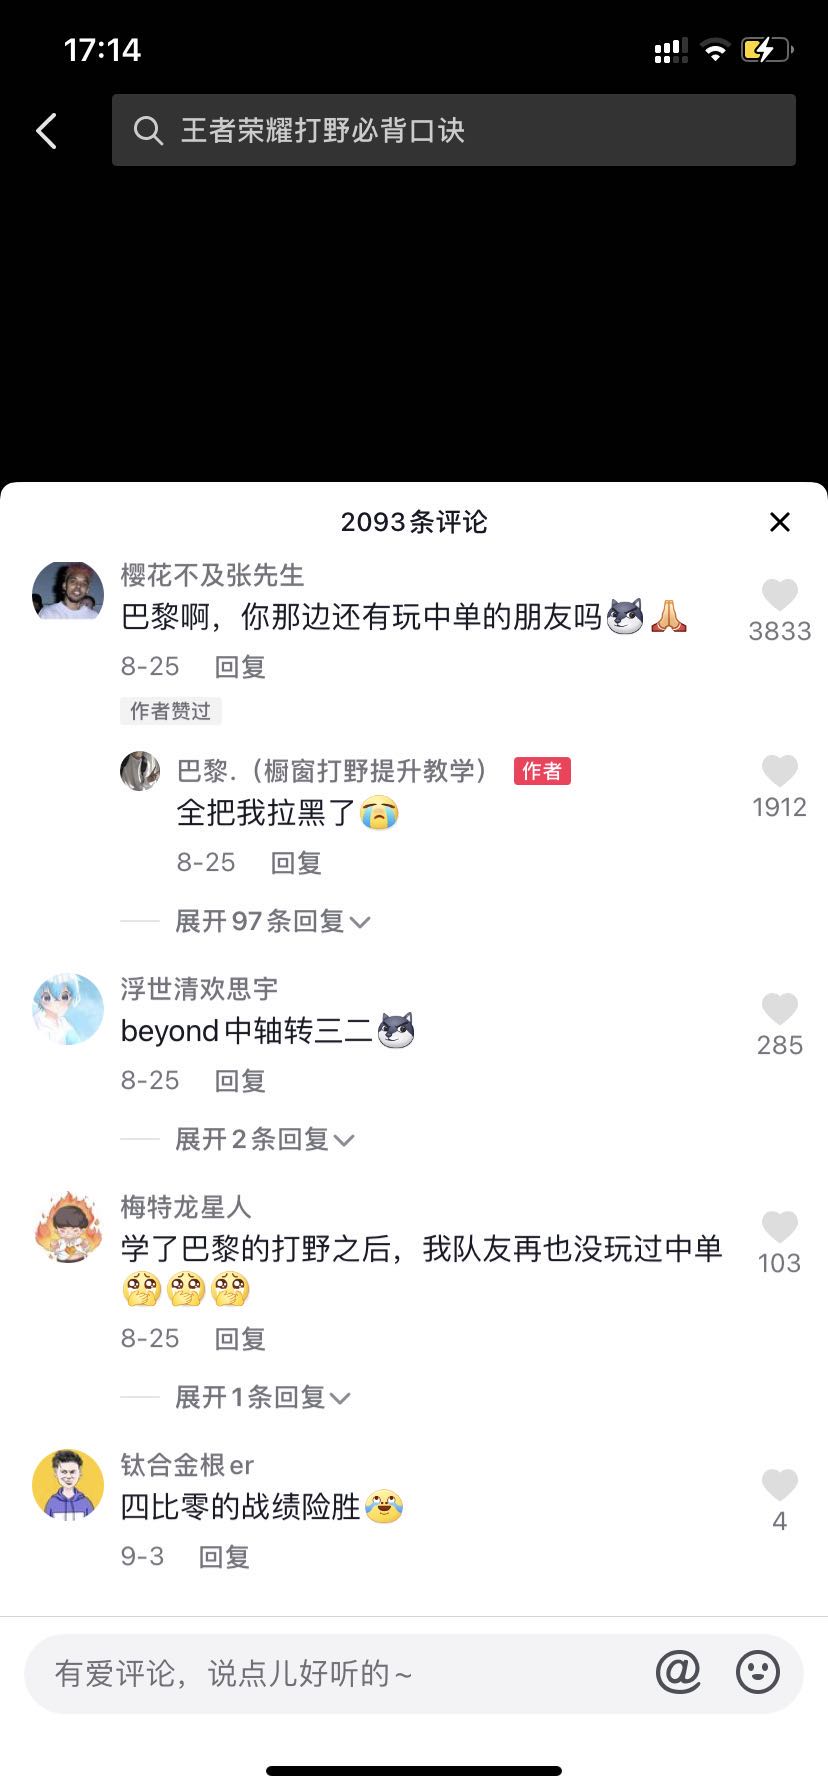 17:14
王者荣耀打野必背口诀
2093条评论
樱花不及张先生
巴黎啊，你那边还有玩中单的朋友吗
3833
8-25 回复
作者赞过
巴黎.（橱窗打野提升教学） 作者
全把我拉黑了
1912
8-25 回复
展开97条回复
浮世清欢思宇
beyond中轴转三二
285
8-25 回复
展开2条回复
梅特龙星人
学了巴黎的打野之后，我队友再也没玩过中单
103
8-25 回复
展开1条回复
钛合金根er
四比零的战绩险胜
4
9-3 回复
有爱评论，说点儿好听的~ @